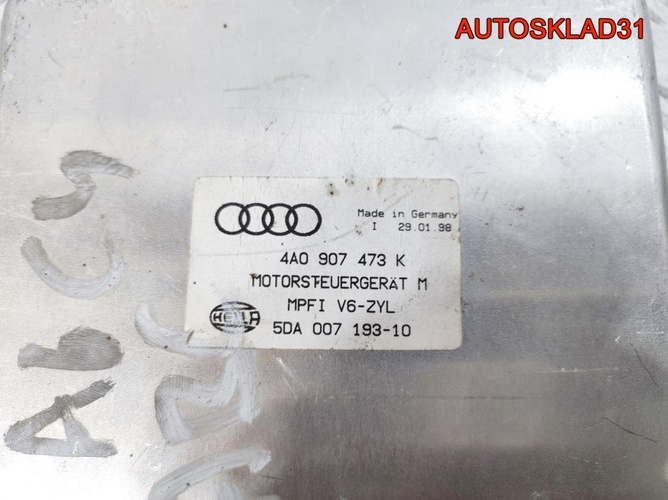 AUTOSKLAD31
Made in Germany
I 29.01.98
4A0 907 473 K
MOTORSTEUERGERÄT M
MPFI V6-ZYL
HELLA
5DA 007 193-10